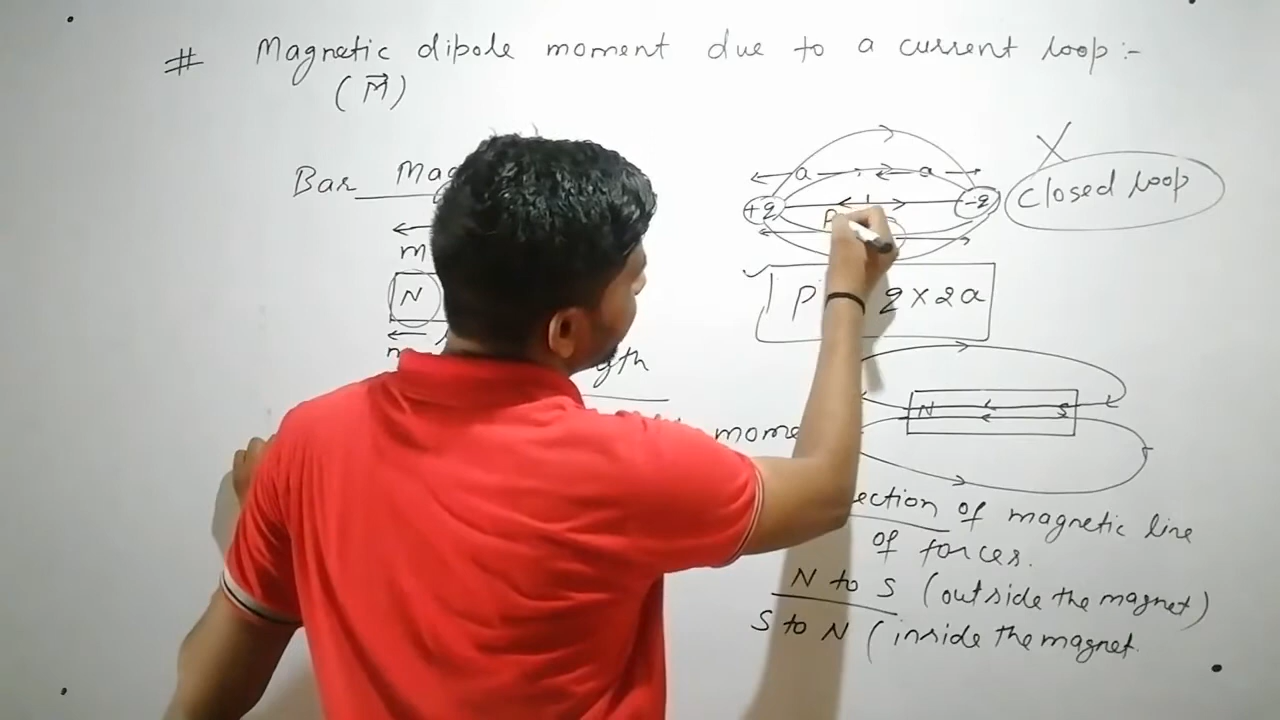 # Magnetic dipole moment due to a current loop :-
(M)
Bar Mag
m
N
gth
mome
a a
+q -q
P
closed loop
P q×2a
N S
ection of magnetic line
of forces.
N to S (outside the magnet)
S to N (inside the magnet.